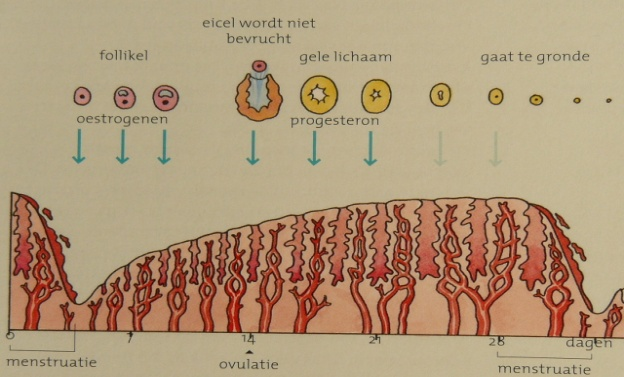 eicel wordt niet
bevrucht
follikel
gele lichaam
gaat te gronde
oestrogenen
progesteron
0 7 14 21 28 dagen
menstruatie
ovulatie
menstruatie